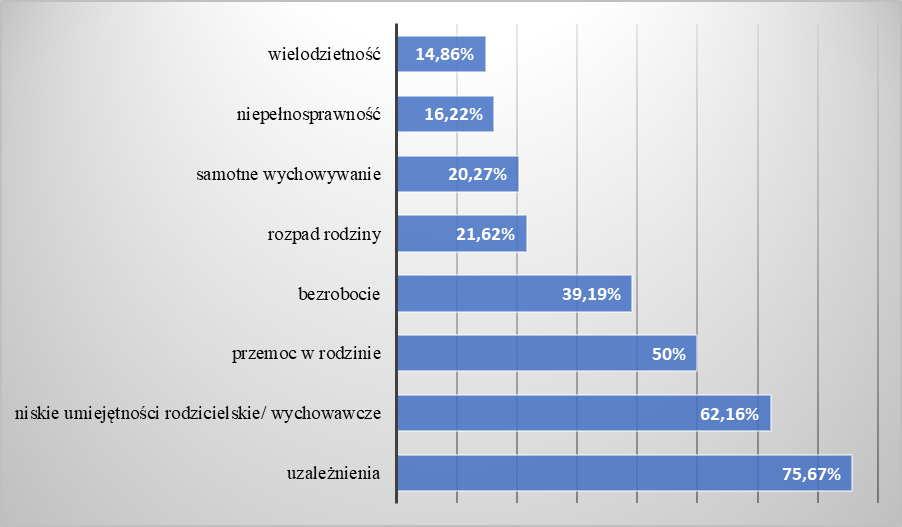 wielodzietność 14,86%
niepełnosprawność 16,22%
samotne wychowywanie 20,27%
rozpad rodziny 21,62%
bezrobocie 39,19%
przemoc w rodzinie 50%
niskie umiejętności rodzicielskie/ wychowawcze 62,16%
uzależnienia 75,67%